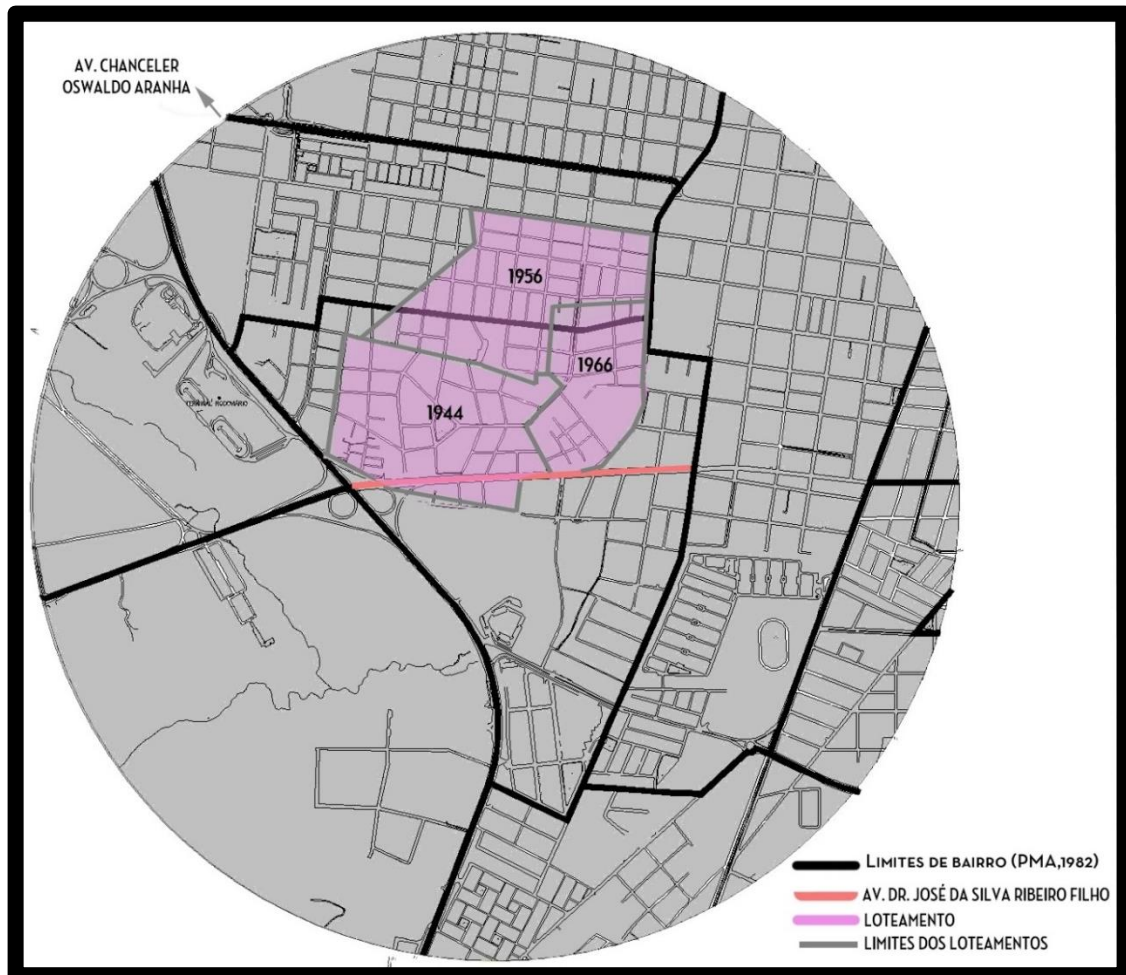 AV. CHANCELER
OSWALDO ARANHA
1956
1966
1944
LIMITES DE BAIRRO (PMA,1982)
AV. DR. JOSÉ DA SILVA RIBEIRO FILHO
LOTEAMENTO
LIMITES DOS LOTEAMENTOS